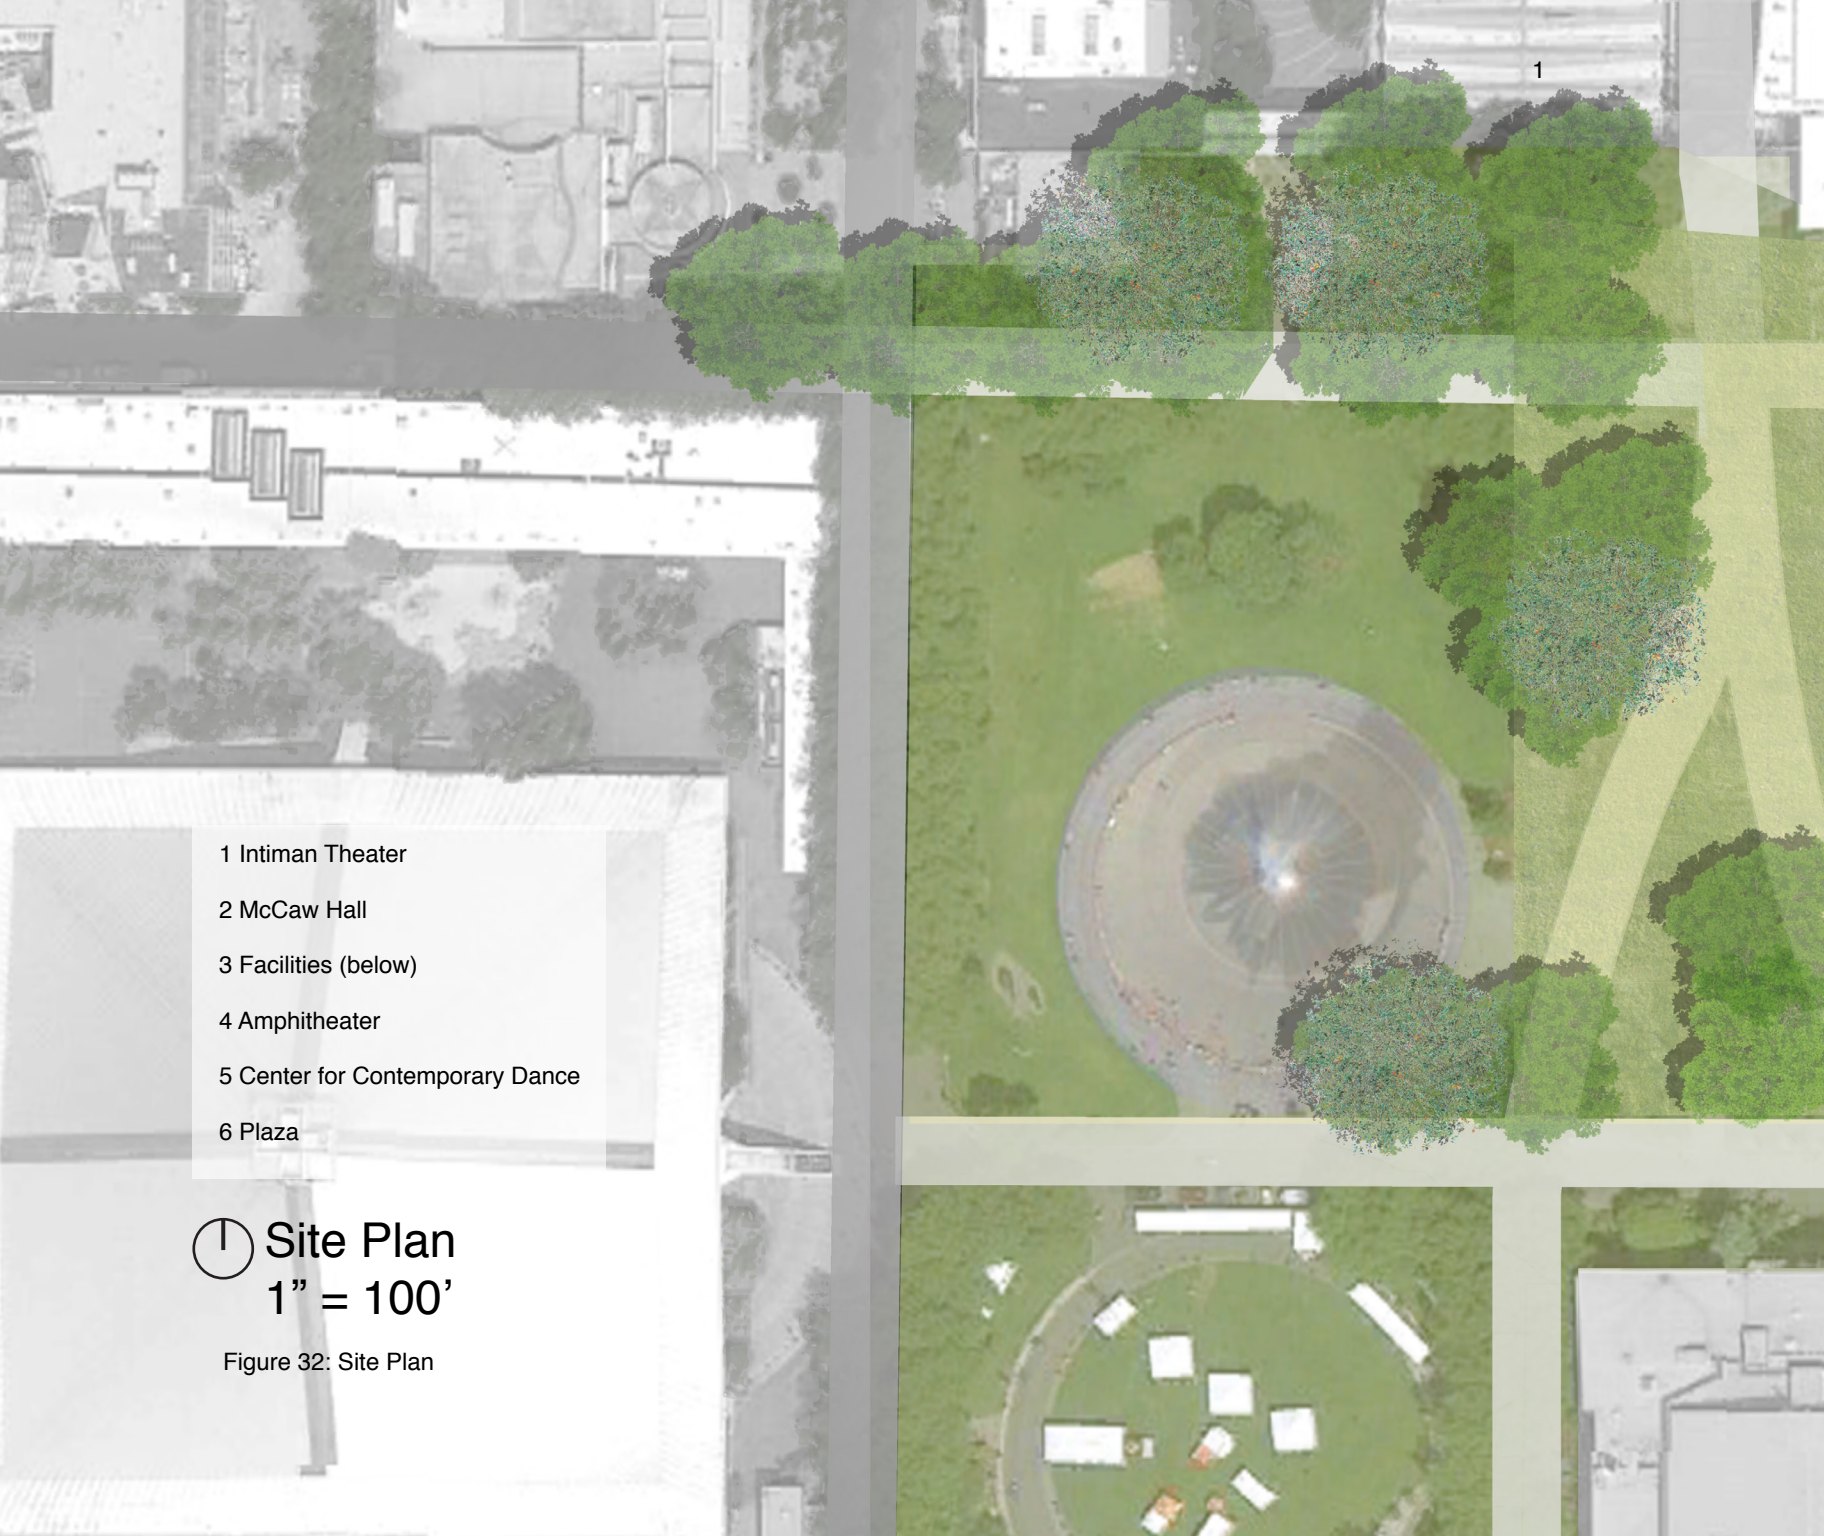 1
1 Intiman Theater
2 McCaw Hall
3 Facilities (below)
4 Amphitheater
5 Center for Contemporary Dance
6 Plaza
Site Plan
1” = 100’
Figure 32: Site Plan